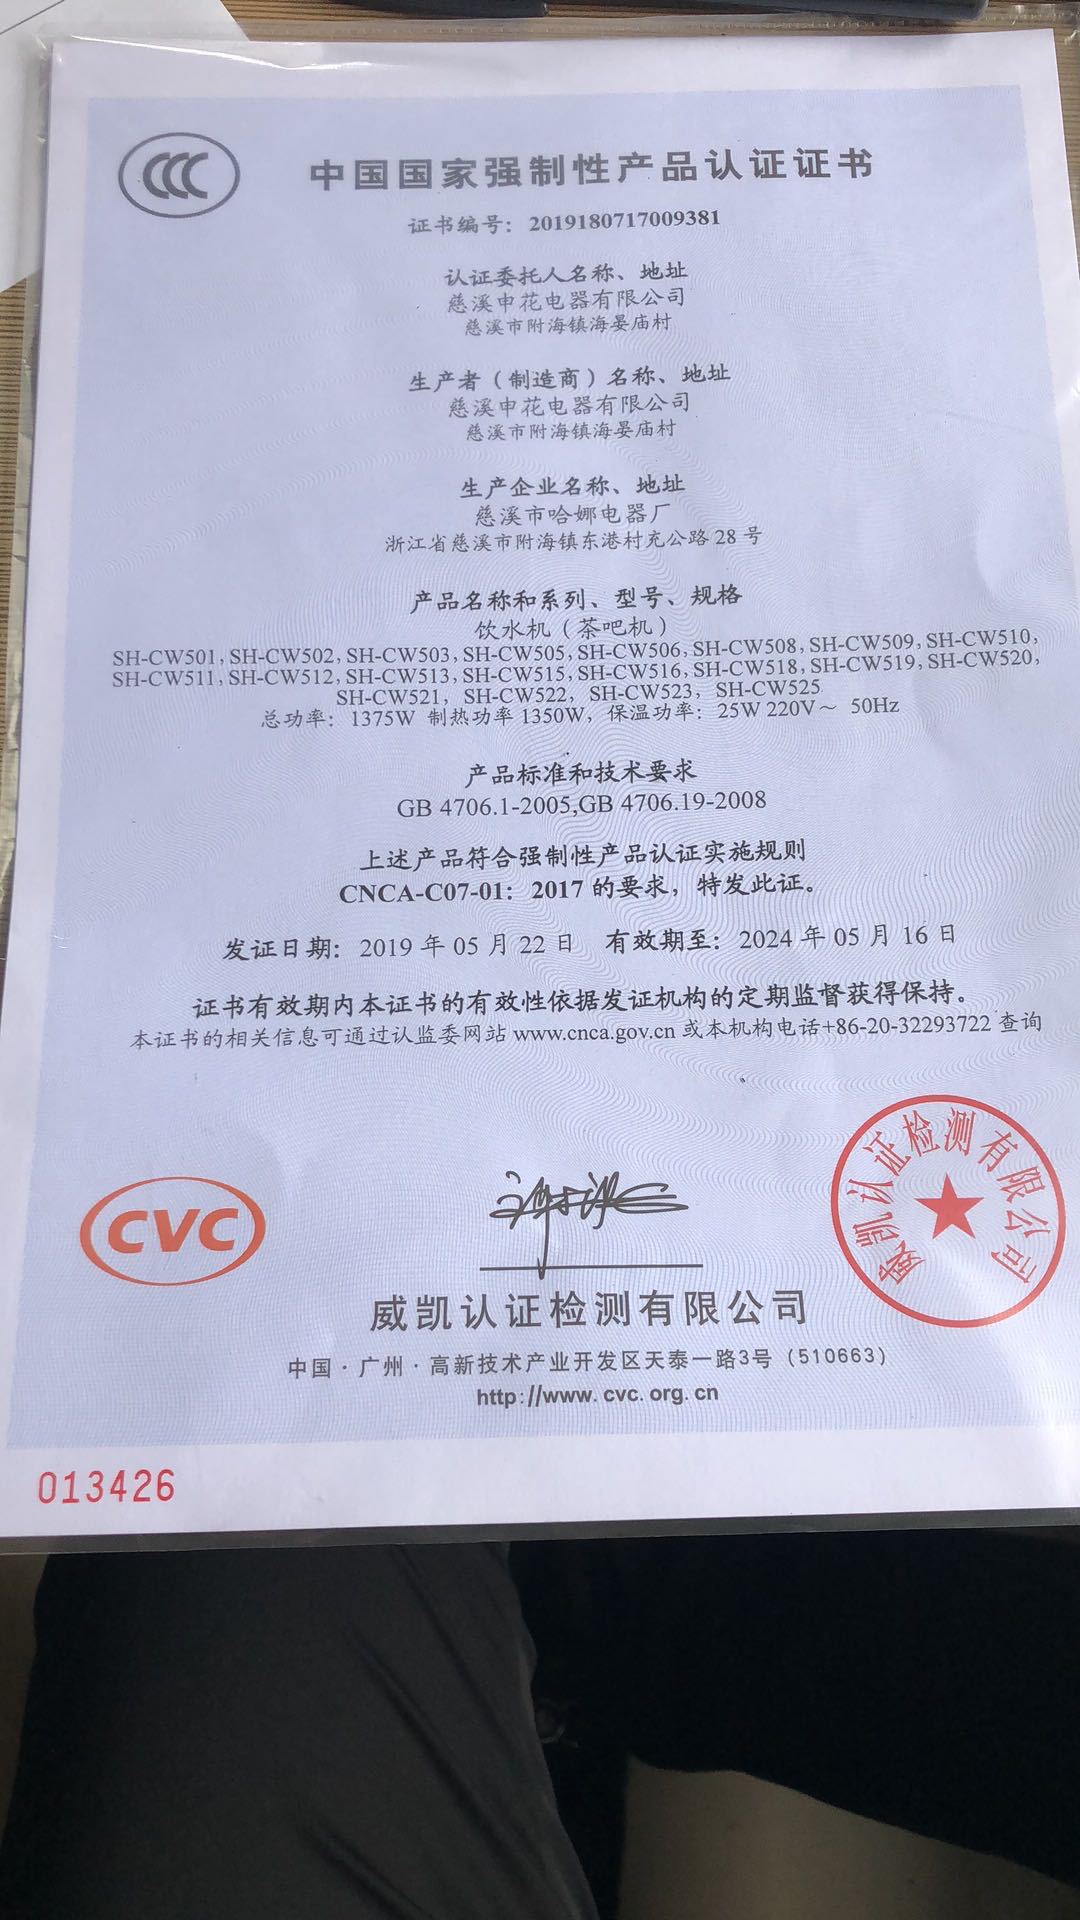 中国国家强制性产品认证证书
证书编号：2019180717009381
认证委托人名称、地址
慈溪申花电器有限公司
慈溪市附海镇海晏庙村
生产者（制造商）名称、地址
慈溪申花电器有限公司
慈溪市附海镇海晏庙村
生产企业名称、地址
慈溪市哈娜电器厂
浙江省慈溪市附海镇东港村充公路 28 号
产品名称和系列、型号、规格
饮水机（茶吧机）
SH-CW501, SH-CW502, SH-CW503, SH-CW505, SH-CW506, SH-CW508, SH-CW509, SH-CW510,
SH-CW511, SH-CW512, SH-CW513, SH-CW515, SH-CW516, SH-CW518, SH-CW519, SH-CW520,
SH-CW521， SH-CW522， SH-CW523， SH-CW525
总功率：1375W 制热功率 1350W，保温功率：25W 220V～ 50Hz
产品标准和技术要求
GB 4706.1-2005,GB 4706.19-2008
上述产品符合强制性产品认证实施规则
CNCA-C07-01：2017 的要求，特发此证。
发证日期：2019 年 05 月 22 日 有效期至：2024 年 05 月 16 日
证书有效期内本证书的有效性依据发证机构的定期监督获得保持。
本证书的相关信息可通过认监委网站 www.cnca.gov.cn 或本机构电话+86-20-32293722 查询
CVC
威凯认证检测有限公司
威凯认证检测有限公司
中国·广州·高新技术产业开发区天泰一路3号（510663）
http://www.cvc.org.cn
013426